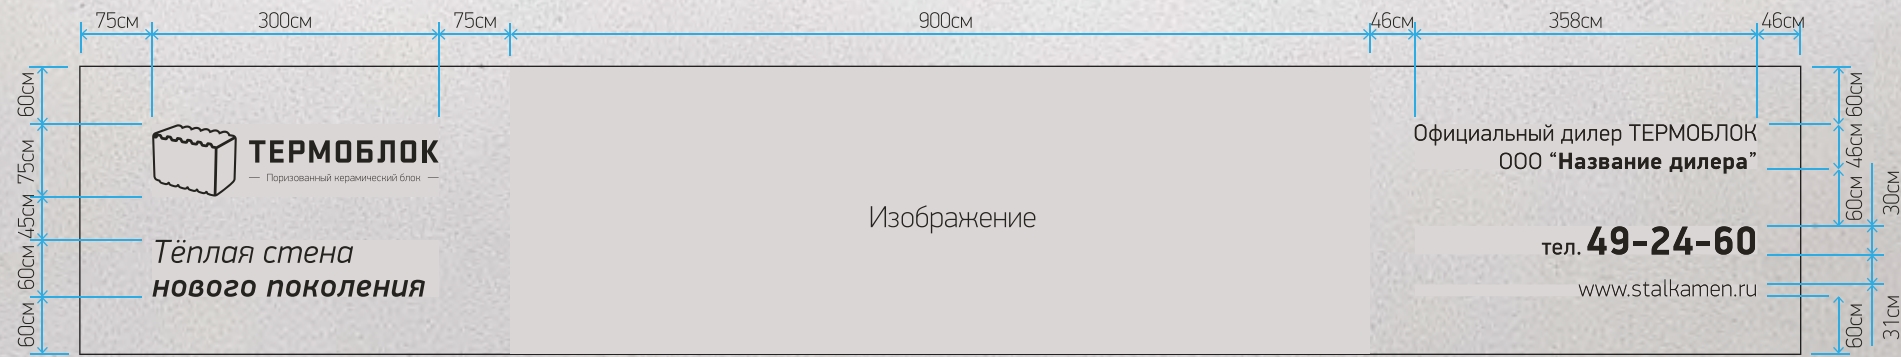 75см
300см
75см
900см
46см
358см
46см
60см
75см
45см
60см
60см
ТЕРМОБЛОК
Поризованный керамический блок
Тёплая стена
нового поколения
Изображение
Официальный дилер ТЕРМОБЛОК
ООО “Название дилера”
тел. 49-24-60
www.stalkamen.ru
60см
46см
60см
30см
60см
31см